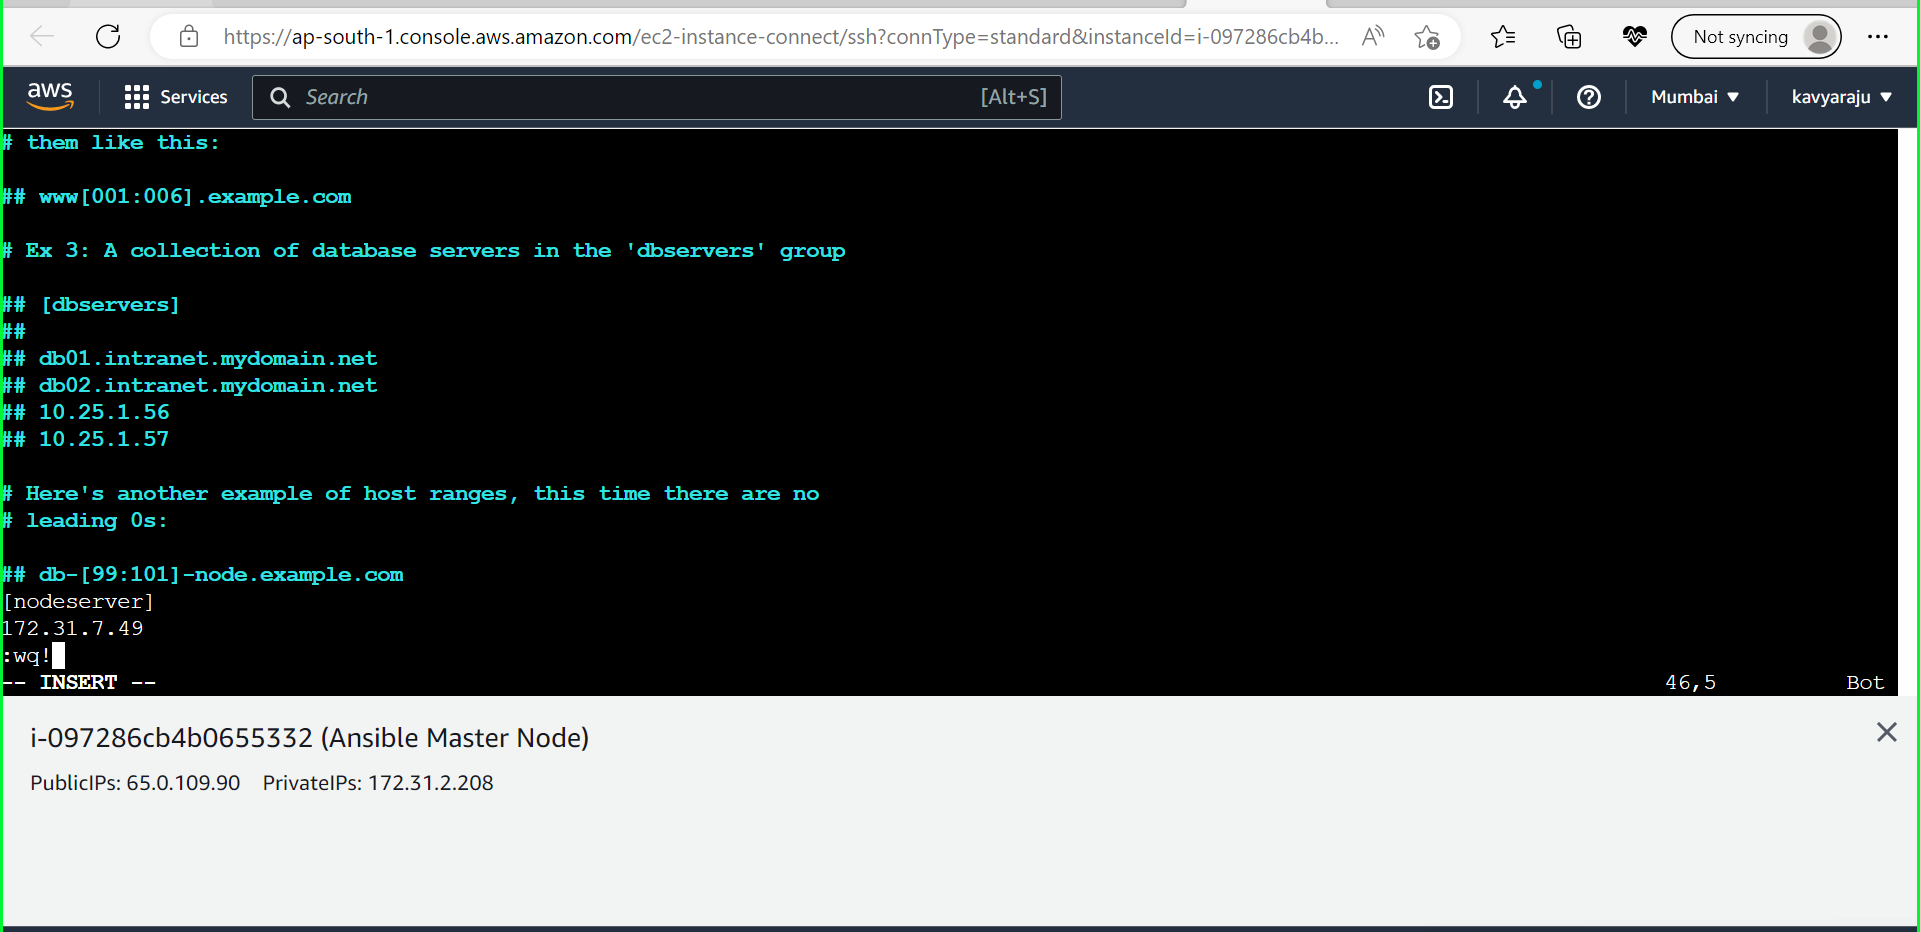 https://ap-south-1.console.aws.amazon.com/ec2-instance-connect/ssh?connType=standard&instanceId=i-097286cb4b...
Not syncing
aws
Services
Search
[Alt+S]
Mumbai
kavyaraju
# them like this:
## www[001:006].example.com
# Ex 3: A collection of database servers in the 'dbservers' group
## [dbservers]
##
## db01.intranet.mydomain.net
## db02.intranet.mydomain.net
## 10.25.1.56
## 10.25.1.57
# Here's another example of host ranges, this time there are no
# leading 0s:
## db-[99:101]-node.example.com
[nodeserver]
172.31.7.49
:wq!
-- INSERT -- 46,5 Bot
i-097286cb4b0655332 (Ansible Master Node)
PublicIPs: 65.0.109.90 PrivateIPs: 172.31.2.208